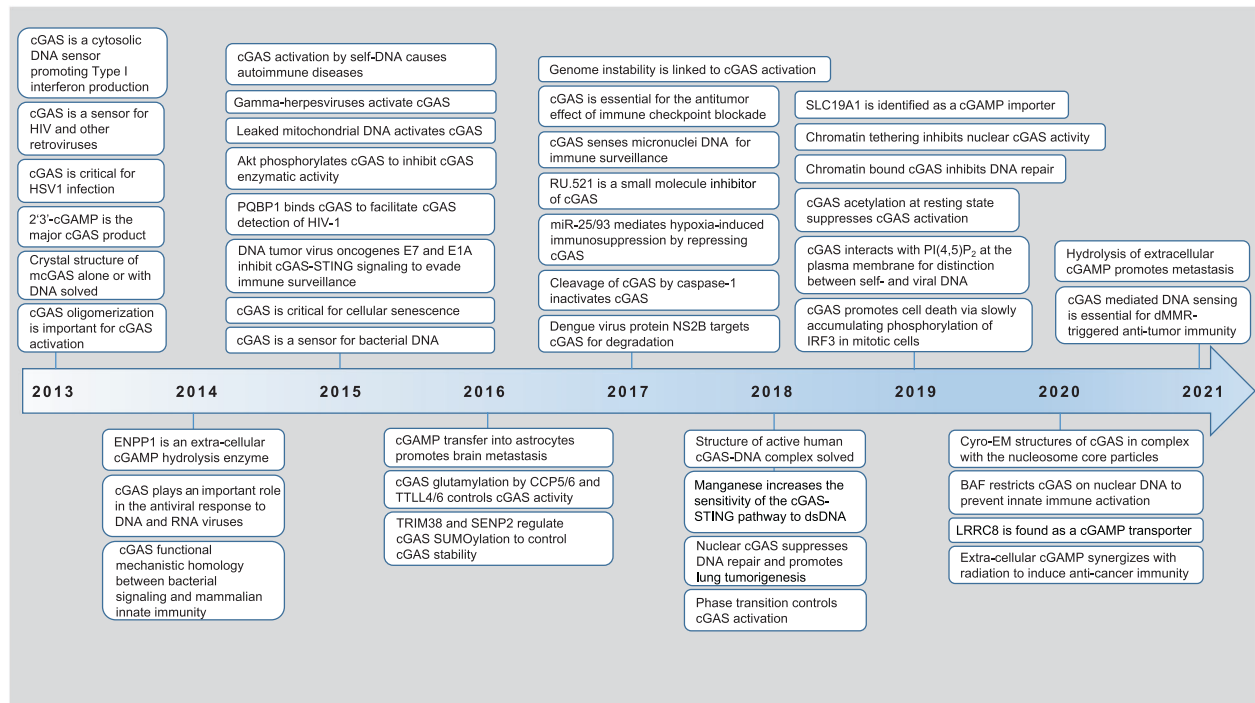 cGAS is a cytosolic
DNA sensor
promoting Type I
interferon production
cGAS is a sensor for
HIV and other
retroviruses
cGAS is critical for
HSV1 infection
2'3'-cGAMP is the
major cGAS product
Crystal structure of
mcGAS alone or with
DNA solved
cGAS oligomerization
is important for cGAS
activation
cGAS activation by self-DNA causes
autoimmune diseases
Gamma-herpesviruses activate cGAS
Leaked mitochondrial DNA activates cGAS
Akt phosphorylates cGAS to inhibit cGAS
enzymatic activity
PQBP1 binds cGAS to facilitate cGAS
detection of HIV-1
DNA tumor virus oncogenes E7 and E1A
inhibit cGAS-STING signaling to evade
immune surveillance
cGAS is critical for cellular senescence
cGAS is a sensor for bacterial DNA
Genome instability is linked to cGAS activation
cGAS is essential for the antitumor
effect of immune checkpoint blockade
cGAS senses micronuclei DNA for
immune surveillance
RU.521 is a small molecule inhibitor
of cGAS
miR-25/93 mediates hypoxia-induced
immunosuppression by repressing
cGAS
Cleavage of cGAS by caspase-1
inactivates cGAS
Dengue virus protein NS2B targets
cGAS for degradation
SLC19A1 is identified as a cGAMP importer
Chromatin tethering inhibits nuclear cGAS activity
Chromatin bound cGAS inhibits DNA repair
cGAS acetylation at resting state
suppresses cGAS activation
cGAS interacts with PI(4,5)P2 at the
plasma membrane for distinction
between self- and viral DNA
cGAS promotes cell death via slowly
accumulating phosphorylation of
IRF3 in mitotic cells
Hydrolysis of extracellular
cGAMP promotes metastasis
cGAS mediated DNA sensing
is essential for dMMR-
triggered anti-tumor immunity
2013 2014 2015 2016 2017 2018 2019 2020 2021
ENPP1 is an extra-cellular
cGAMP hydrolysis enzyme
cGAS plays an important role
in the antiviral response to
DNA and RNA viruses
cGAS functional
mechanistic homology
between bacterial
signaling and mammalian
innate immunity
cGAMP transfer into astrocytes
promotes brain metastasis
cGAS glutamylation by CCP5/6 and
TTLL4/6 controls cGAS activity
TRIM38 and SENP2 regulate
cGAS SUMOylation to control
cGAS stability
Structure of active human
cGAS-DNA complex solved
Manganese increases the
sensitivity of the cGAS-
STING pathway to dsDNA
Nuclear cGAS suppresses
DNA repair and promotes
lung tumorigenesis
Phase transition controls
cGAS activation
Cyro-EM structures of cGAS in complex
with the nucleosome core particles
BAF restricts cGAS on nuclear DNA to
prevent innate immune activation
LRRC8 is found as a cGAMP transporter
Extra-cellular cGAMP synergizes with
radiation to induce anti-cancer immunity